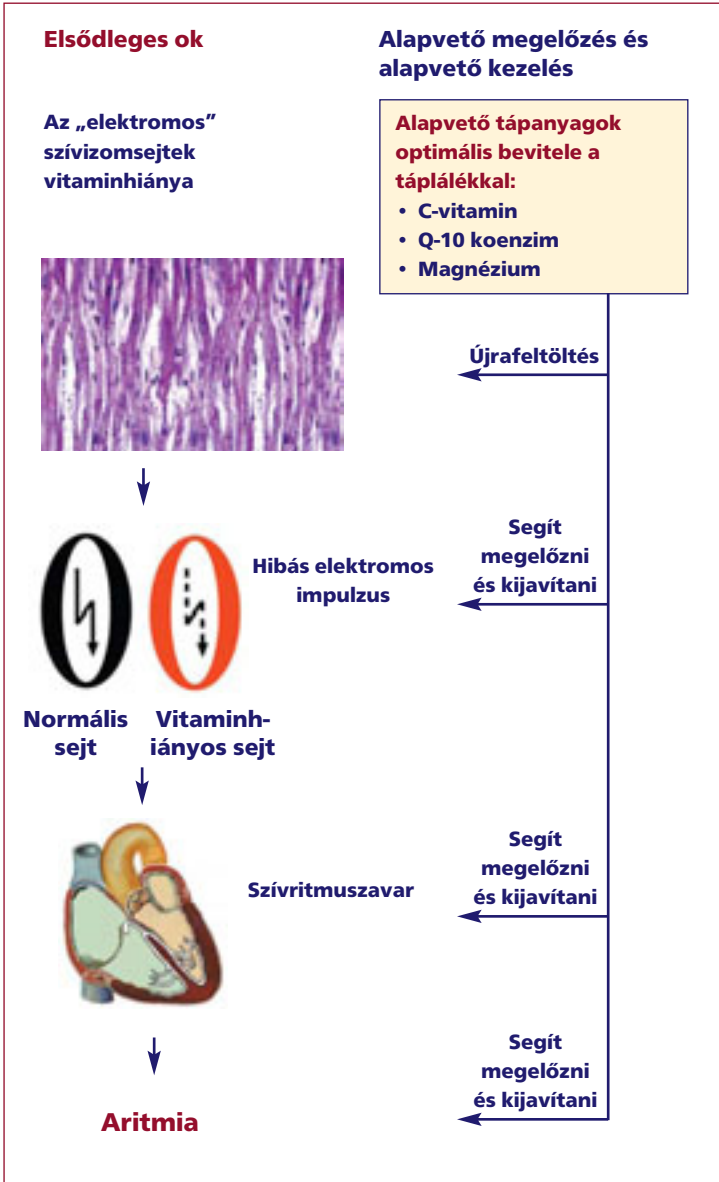 Elsődleges ok
Az „elektromos”
szívizomsejtek
vitaminhiánya
Alapvető megelőzés és
alapvető kezelés
Alapvető tápanyagok
optimális bevitele a
táplálékkal:
• C-vitamin
• Q-10 koenzim
• Magnézium
Újrafeltöltés
Hibás elektromos
impulzus
Segít
megelőzni
és kijavítani
Normális
sejt
Vitaminh-
iányos sejt
Szívritmuszavar
Segít
megelőzni
és kijavítani
Aritmia
Segít
megelőzni
és kijavítani